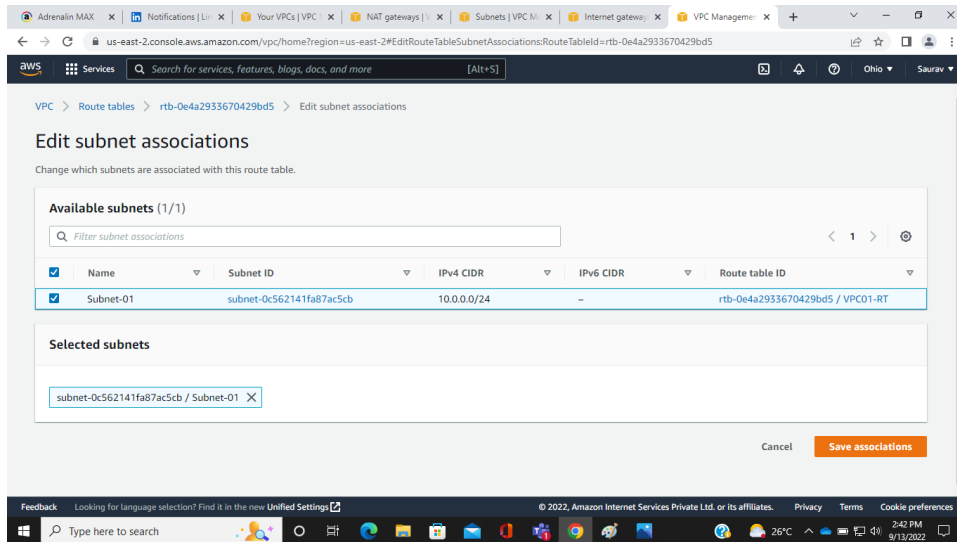 Adrenalin MAX
Notifications | Lin
Your VPCs | VPC
NAT gateways | V
Subnets | VPC M
Internet gateway
VPC Managemen
us-east-2.console.aws.amazon.com/vpc/home?region=us-east-2#EditRouteTableSubnetAssociations:RouteTableId=rtb-0e4a2933670429bd5
aws Services Search for services, features, blogs, docs, and more [Alt+S] Ohio Saurav
VPC > Route tables > rtb-0e4a2933670429bd5 > Edit subnet associations
Edit subnet associations
Change which subnets are associated with this route table.
Available subnets (1/1)
Filter subnet associations
1
Name Subnet ID IPv4 CIDR IPv6 CIDR Route table ID
Subnet-01 subnet-0c562141fa87ac5cb 10.0.0.0/24 – rtb-0e4a2933670429bd5 / VPC01-RT
Selected subnets
subnet-0c562141fa87ac5cb / Subnet-01
Cancel Save associations
Feedback Looking for language selection? Find it in the new Unified Settings © 2022, Amazon Internet Services Private Ltd. or its affiliates. Privacy Terms Cookie preferences
Type here to search 26°C 2:42 PM
9/13/2022